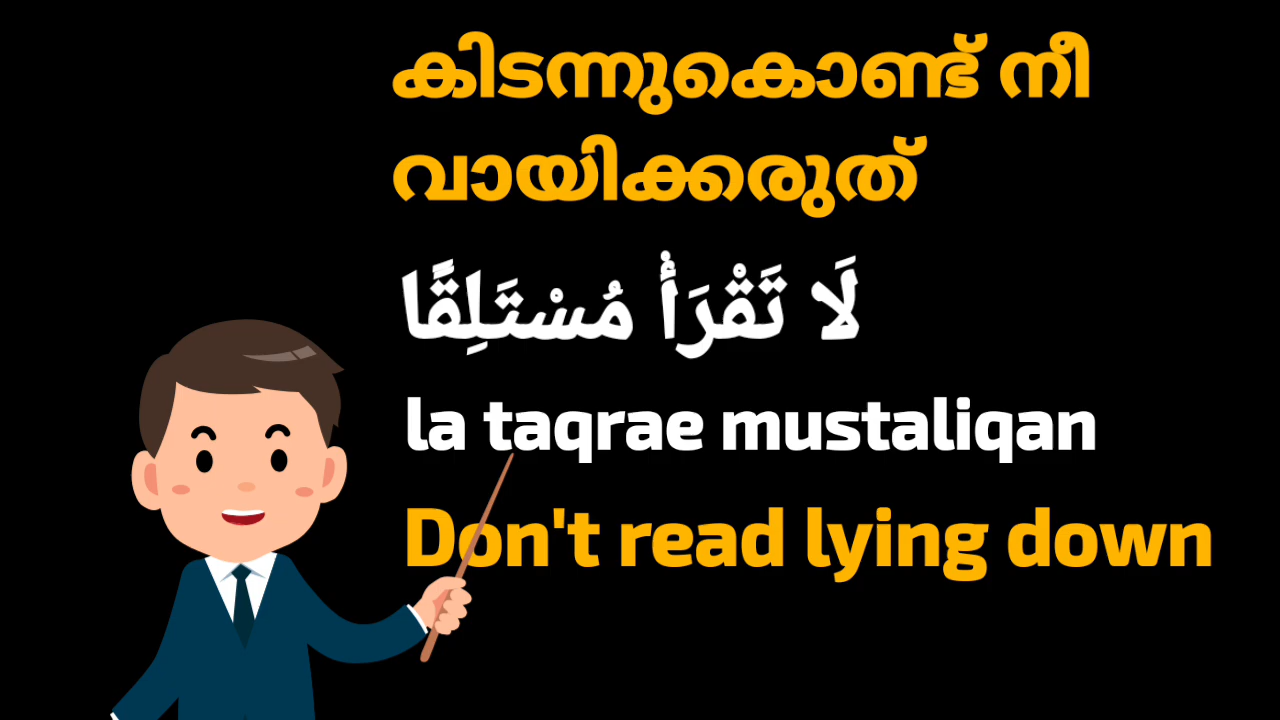 കിടന്നുകൊണ്ട് നീ
വായിക്കരുത്
لَا تَقْرَأْ مُسْتَلِقًا
la taqrae mustaliqan
Don't read lying down